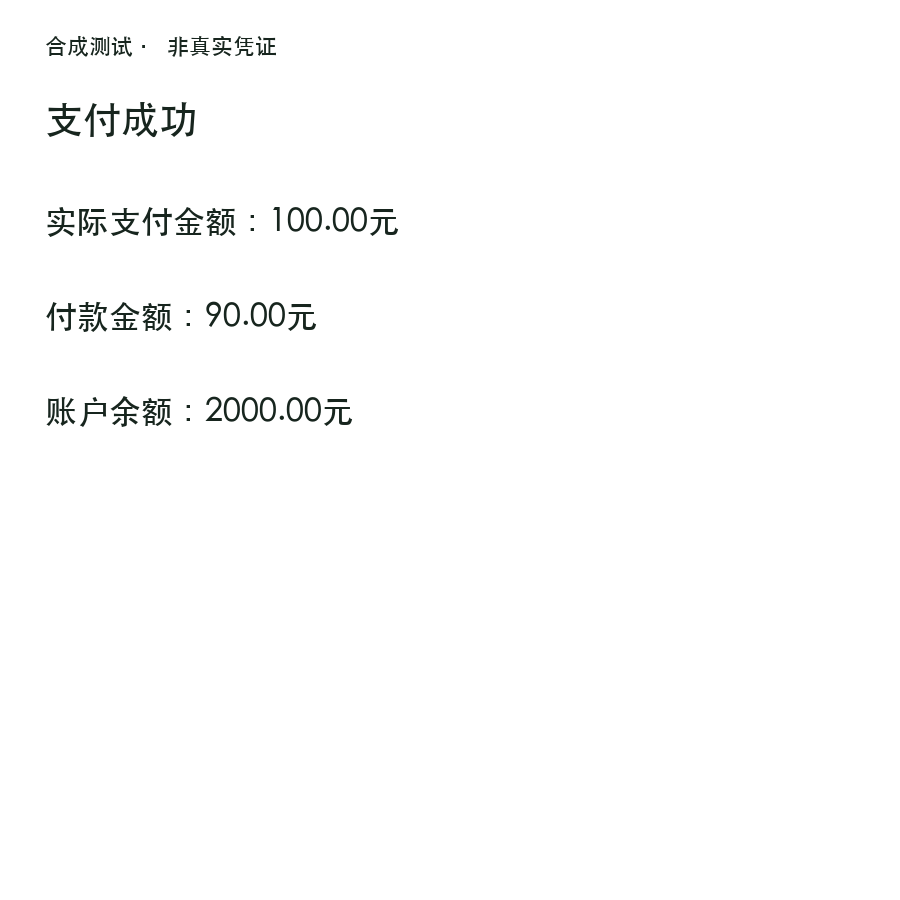 合成测试 · 非真实凭证
支付成功
实际支付金额：100.00元
付款金额：90.00元
账户余额：2000.00元